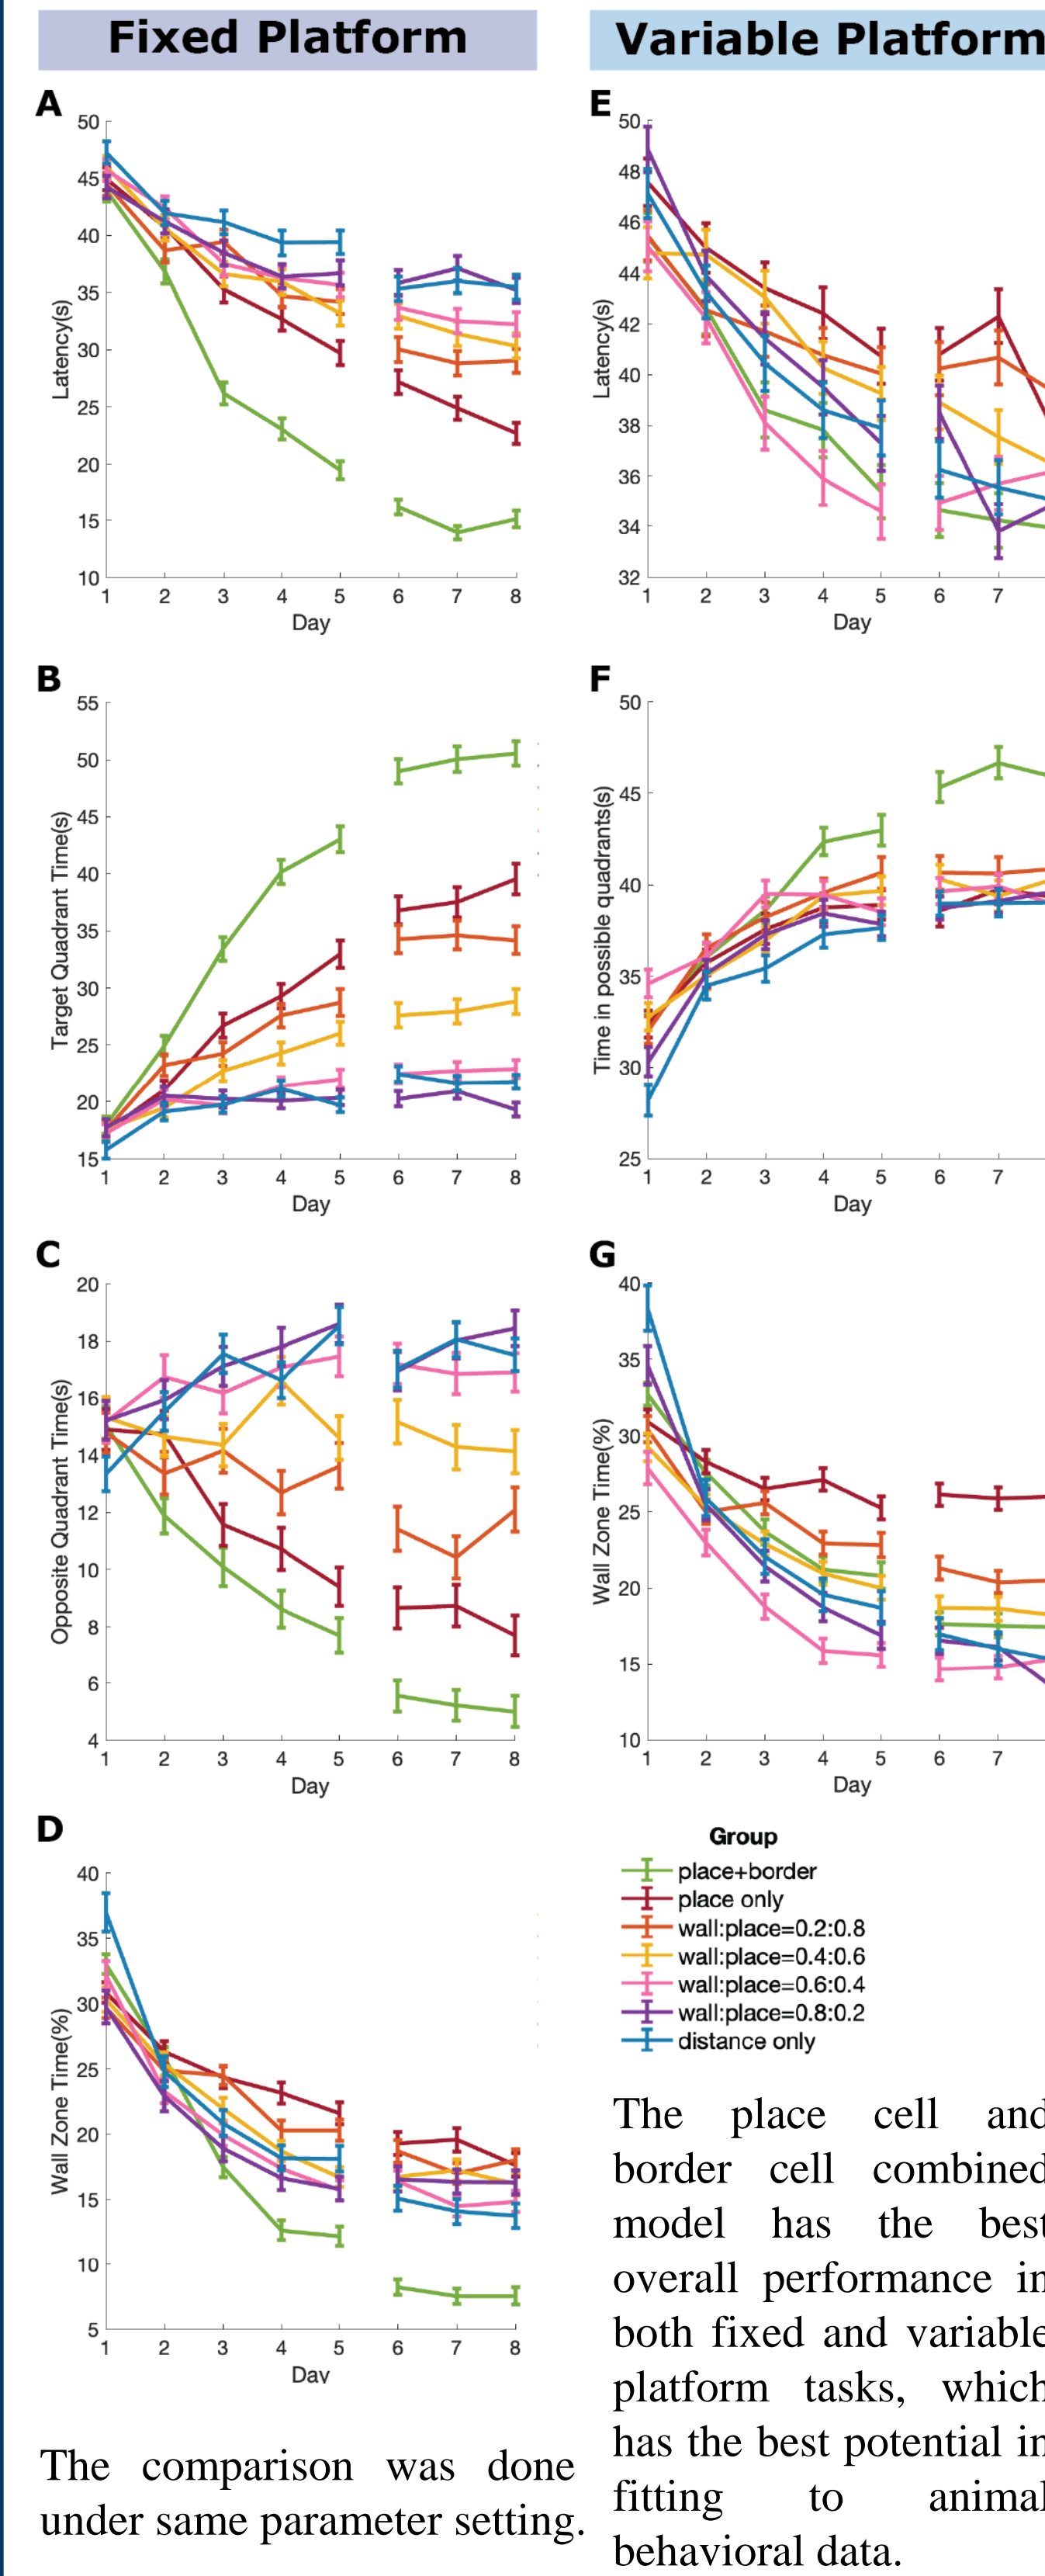 Fixed Platform
Variable Platform
A
50
45
40
35
30
25
20
15
10
Latency(s)
1 2 3 4 5 6 7 8
Day
E
50
48
46
44
42
40
38
36
34
32
Latency(s)
1 2 3 4 5 6 7
Day
B
55
50
45
40
35
30
25
20
15
Target Quadrant Time(s)
1 2 3 4 5 6 7 8
Day
F
50
45
40
35
30
25
Time in possible quadrants(s)
1 2 3 4 5 6 7
Day
C
20
18
16
14
12
10
8
6
4
Opposite Quadrant Time(s)
1 2 3 4 5 6 7 8
Day
G
40
35
30
25
20
15
10
Wall Zone Time(%)
1 2 3 4 5 6 7
Day
D
40
35
30
25
20
15
10
5
Wall Zone Time(%)
1 2 3 4 5 6 7 8
Day
Group
place+border
place only
wall:place=0.2:0.8
wall:place=0.4:0.6
wall:place=0.6:0.4
wall:place=0.8:0.2
distance only
The comparison was done
under same parameter setting.
The place cell and
border cell combined
model has the best
overall performance in
both fixed and variable
platform tasks, which
has the best potential in
fitting to animal
behavioral data.